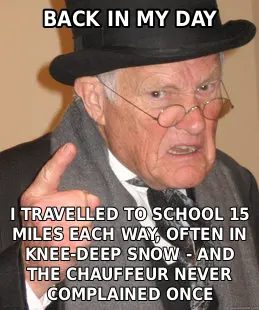 BACK IN MY DAY
I TRAVELLED TO SCHOOL 15
MILES EACH WAY, OFTEN IN
KNEE-DEEP SNOW - AND
THE CHAUFFEUR NEVER
COMPLAINED ONCE